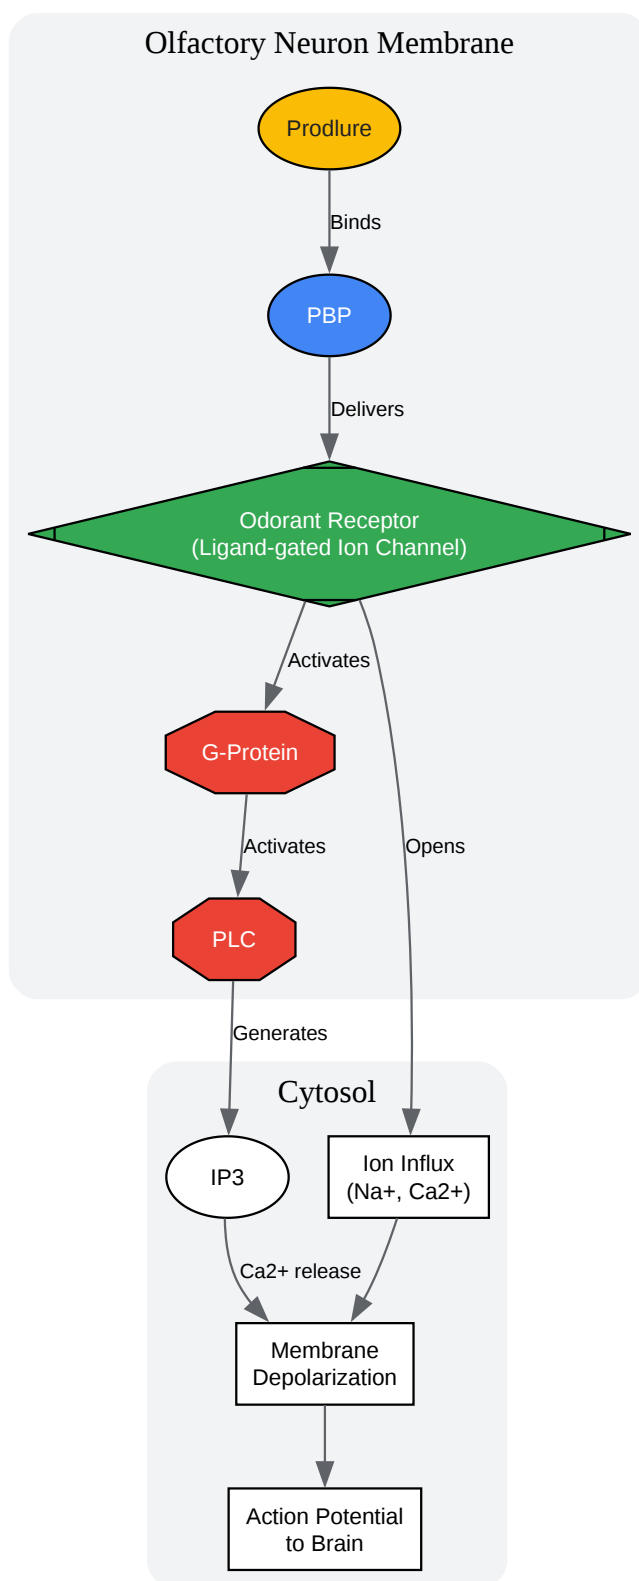 Olfactory Neuron Membrane
Prodlure
Binds
PBP
Delivers
Odorant Receptor
(Ligand-gated Ion Channel)
Activates
G-Protein
Activates
Opens
PLC
Generates
Cytosol
IP3
Ion Influx
(Na+, Ca2+)
Ca2+ release
Membrane
Depolarization
Action Potential
to Brain